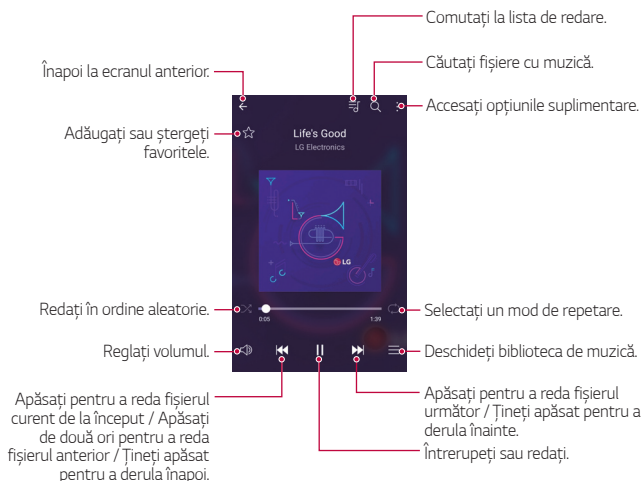 Comutați la lista de redare.
Căutați fișiere cu muzică.
Înapoi la ecranul anterior.
Accesați opțiunile suplimentare.
Adăugați sau ștergeți
favoritele.
Life's Good
LG Electronics
LG
Redați în ordine aleatorie.
Selectați un mod de repetare.
0:05
1:39
Reglați volumul.
Deschideți biblioteca de muzică.
Apăsați pentru a reda fișierul
curent de la început / Apăsați
de două ori pentru a reda
fișierul anterior / Țineți apăsat
pentru a derula înapoi.
Apăsați pentru a reda fișierul
următor / Țineți apăsat pentru a
derula înainte.
Întrerupeți sau redați.